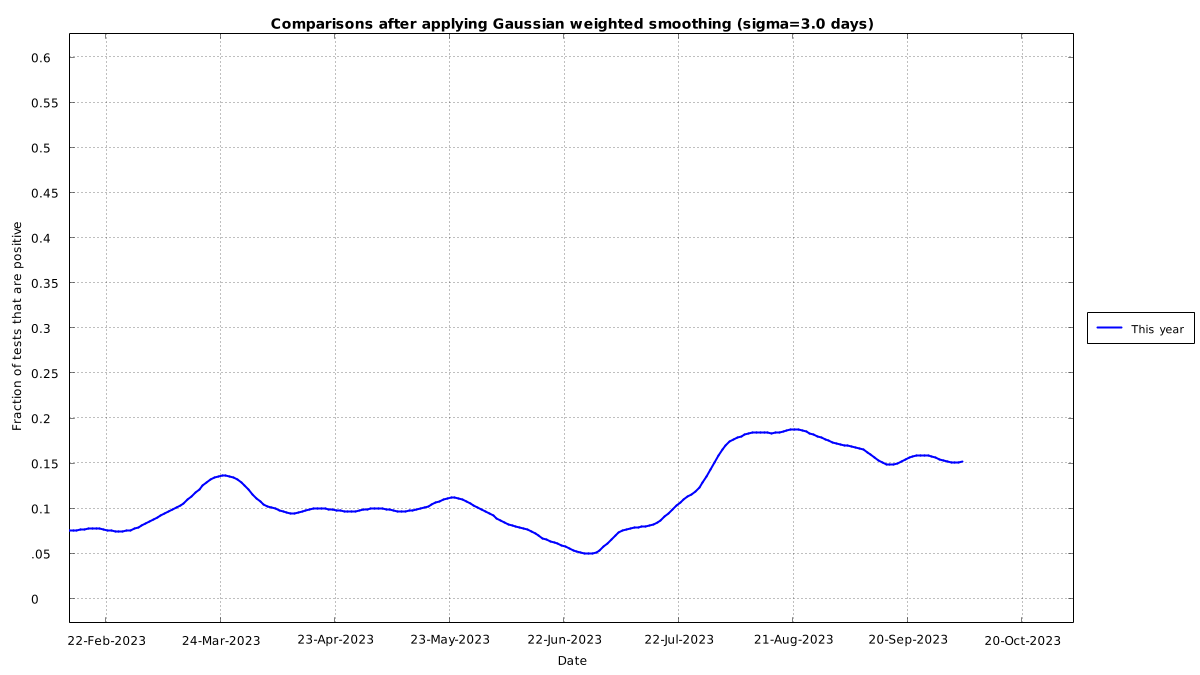 Comparisons after applying Gaussian weighted smoothing (sigma=3.0 days)
0.6
0.55
0.5
0.45
0.4
0.35
0.3
0.25
0.2
0.15
0.1
.05
0
Fraction of tests that are positive
This year
22-Feb-2023 24-Mar-2023 23-Apr-2023 23-May-2023 22-Jun-2023 22-Jul-2023 21-Aug-2023 20-Sep-2023 20-Oct-2023
Date